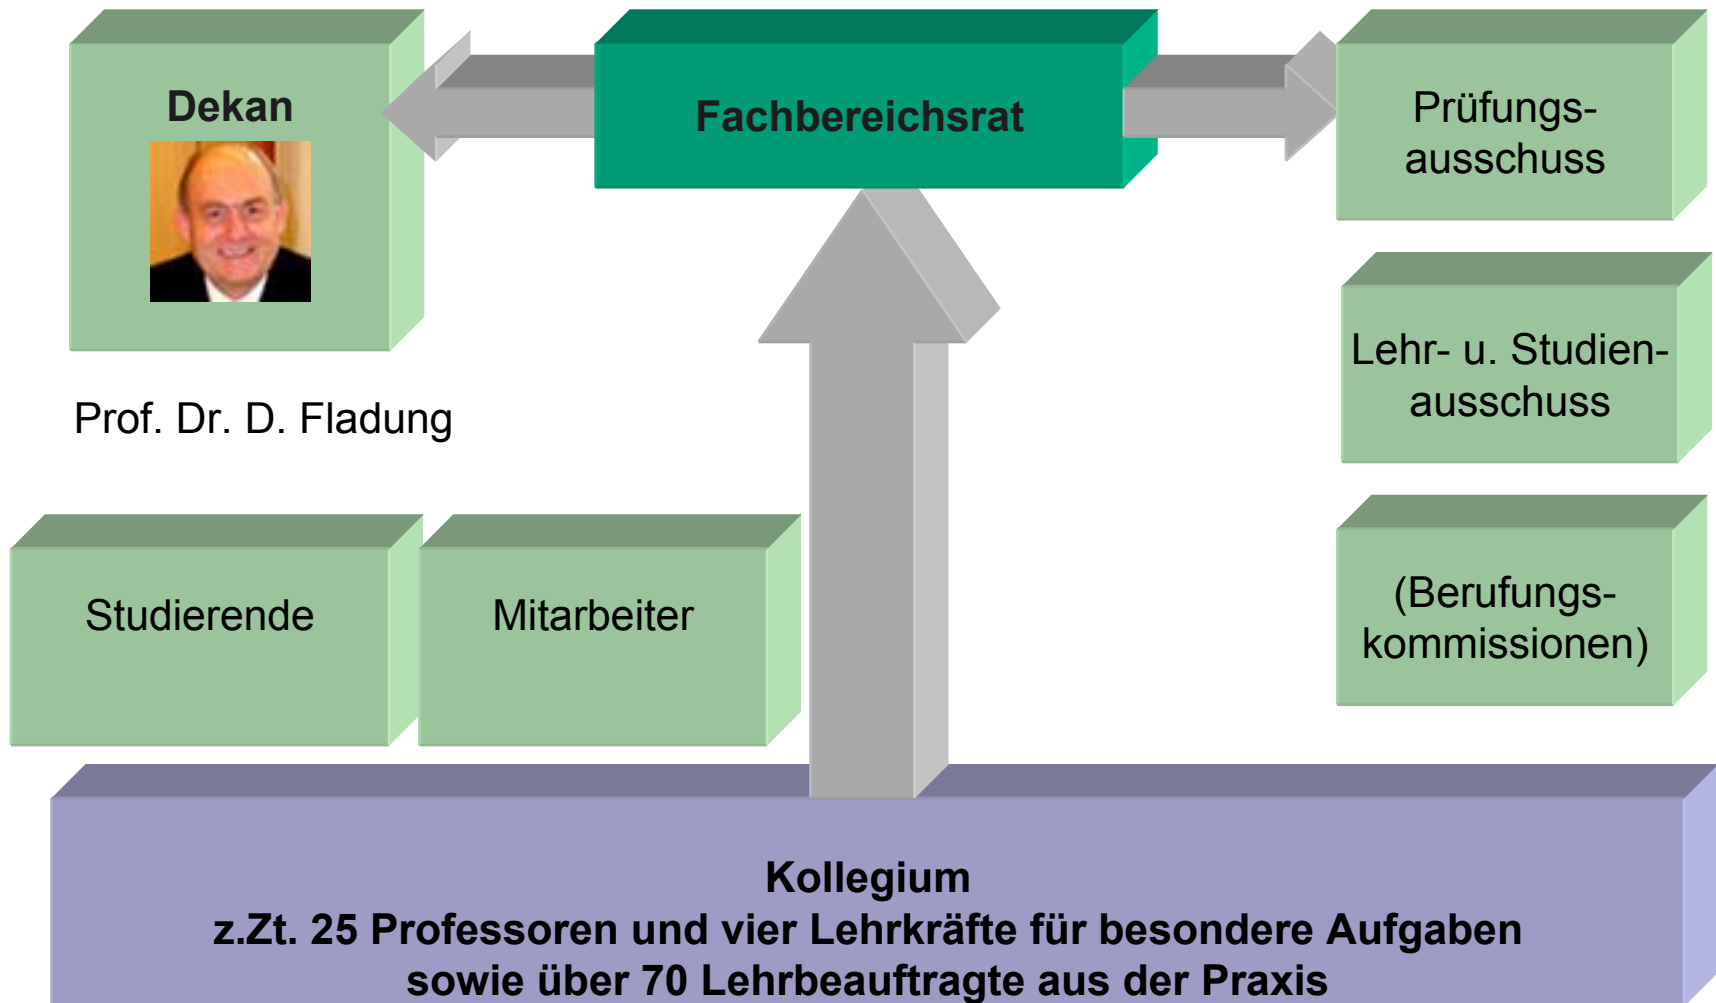 Dekan
Fachbereichsrat
Prüfungs-
ausschuss
Lehr- u. Studien-
ausschuss
Prof. Dr. D. Fladung
Studierende
Mitarbeiter
(Berufungs-
kommissionen)
Kollegium
z.Zt. 25 Professoren und vier Lehrkräfte für besondere Aufgaben
sowie über 70 Lehrbeauftragte aus der Praxis